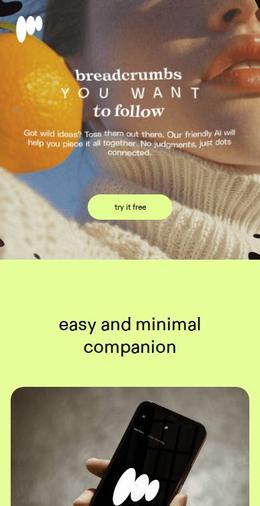 breadcrumbs
YOU WANT
to follow
Got wild ideas? Toss them out there. Our friendly AI will
help you piece it all together. No judgments, just dots
connected.
try it free
easy and minimal
companion